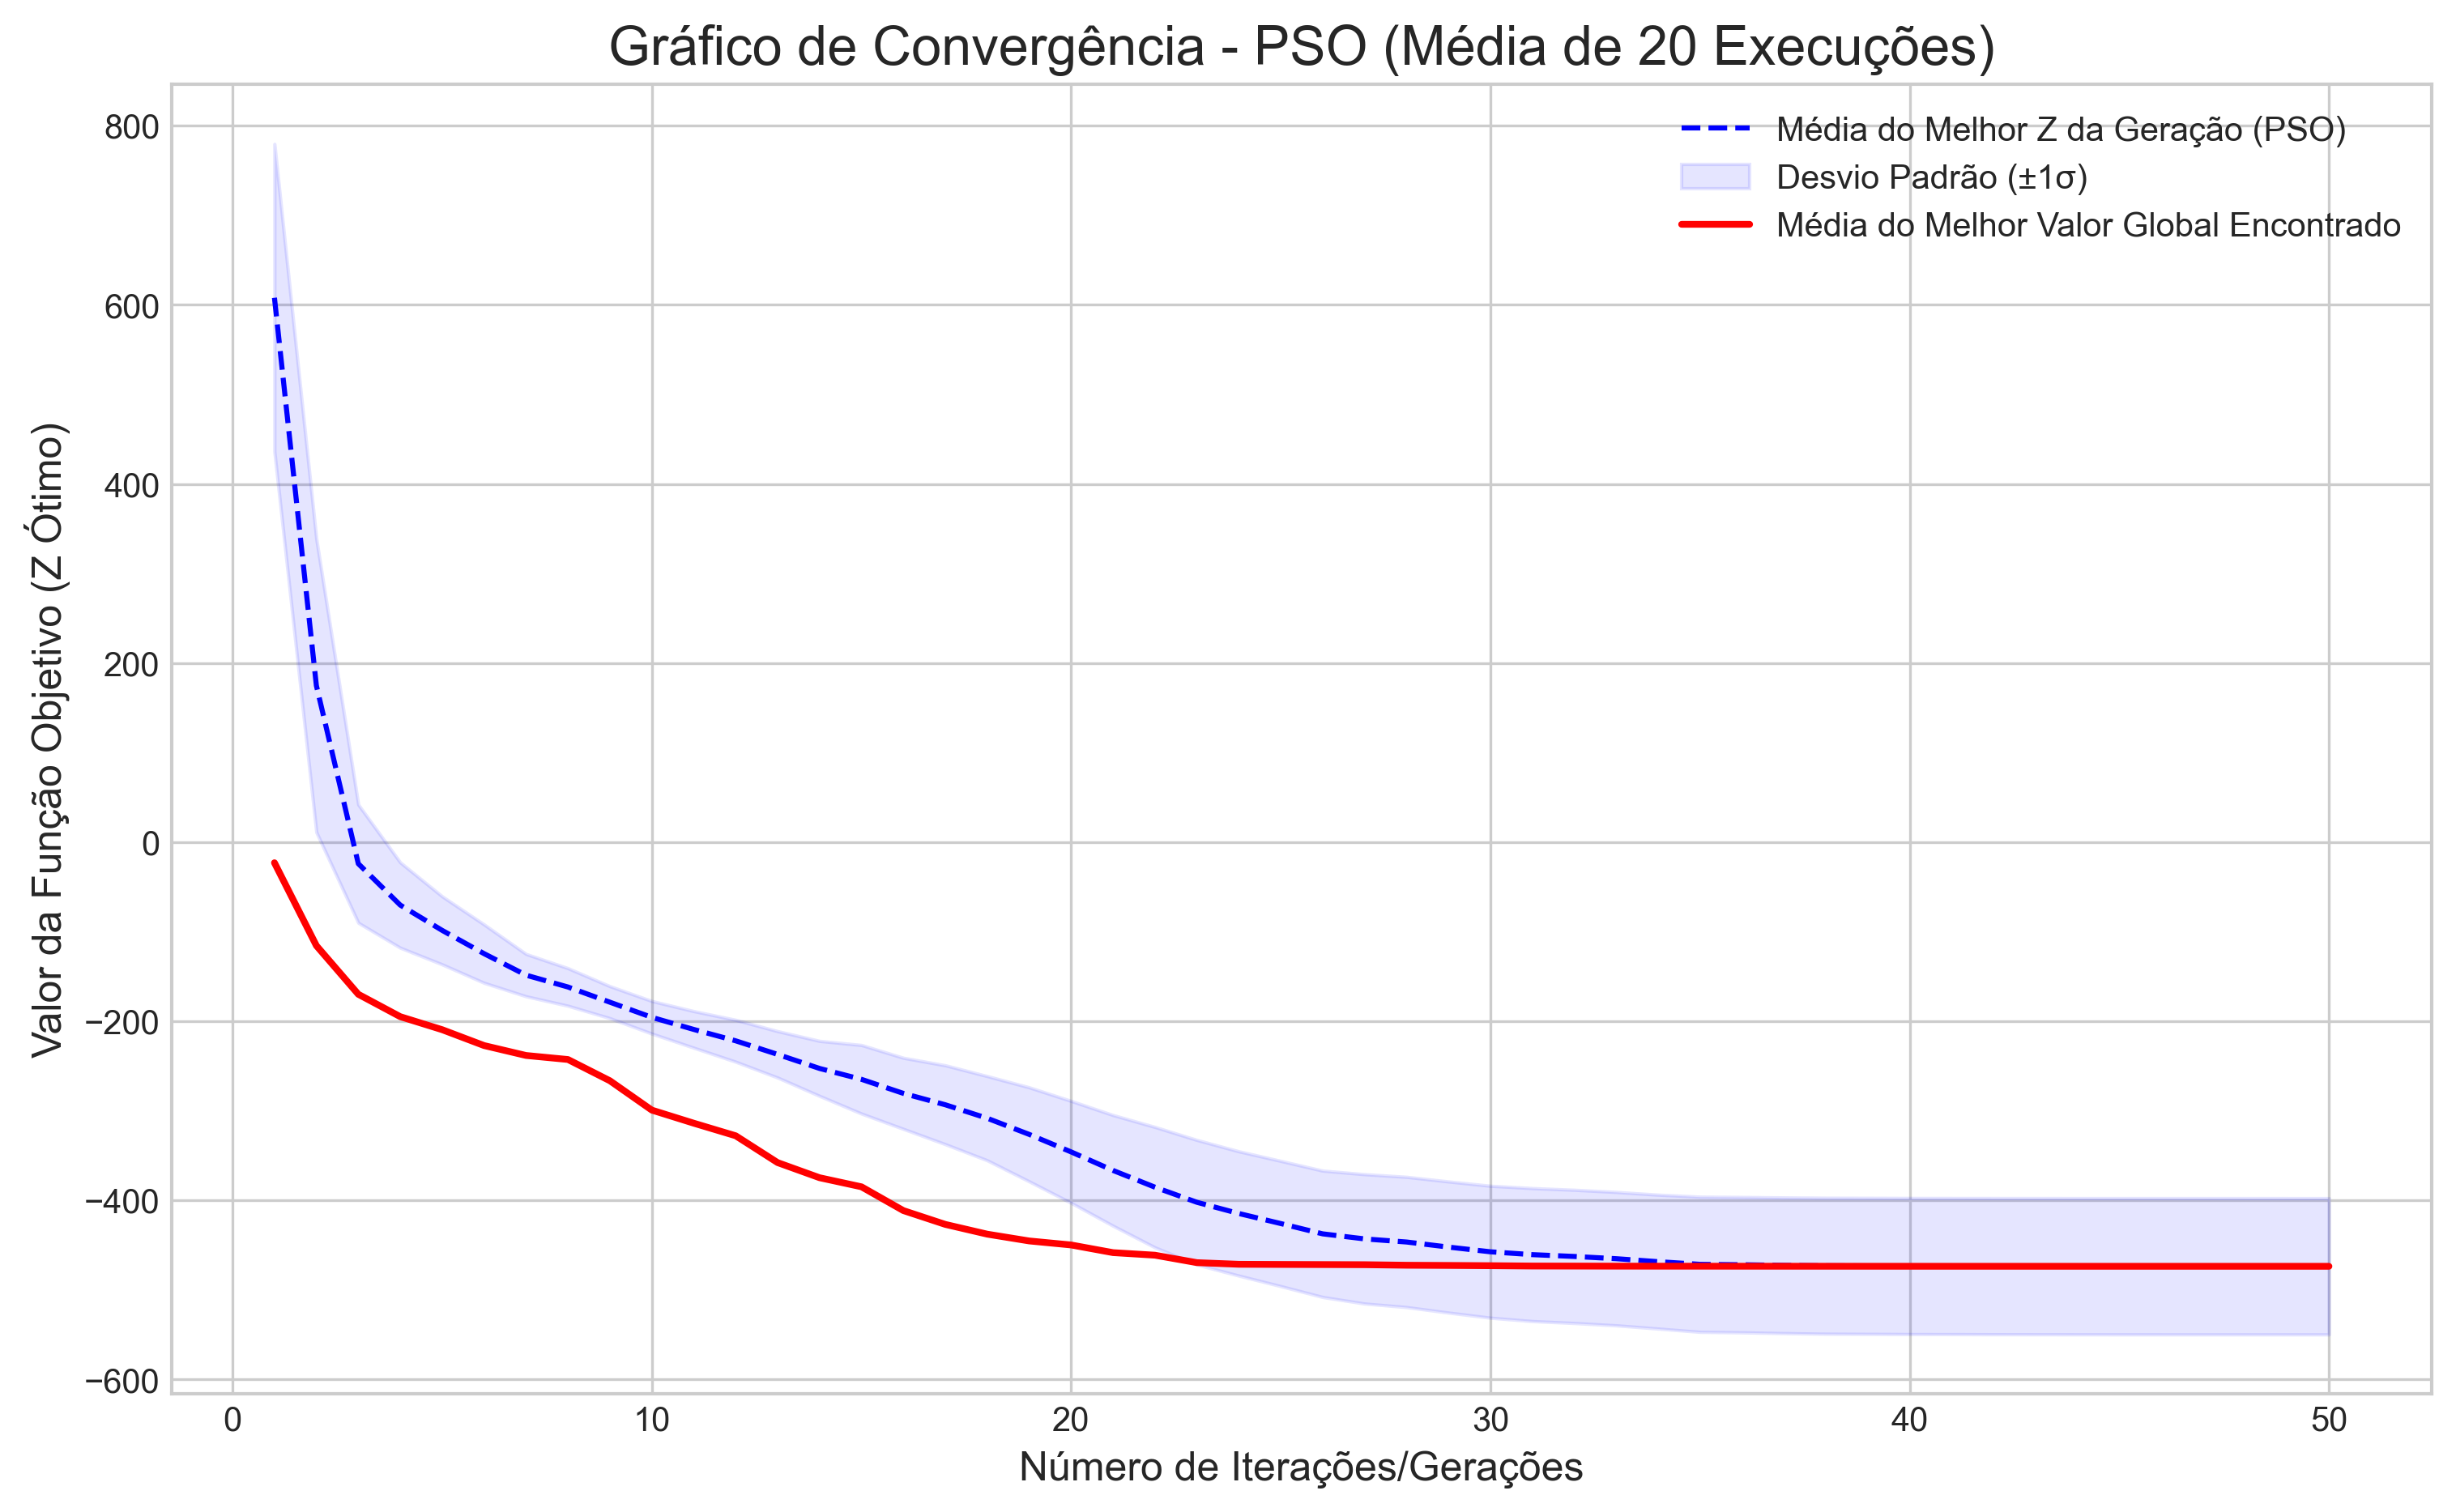 Gráfico de Convergência - PSO (Média de 20 Execuções)
Média do Melhor Z da Geração (PSO)
Desvio Padrão (±1σ)
Média do Melhor Valor Global Encontrado
Valor da Função Objetivo (Z Ótimo)
800
600
400
200
0
−200
−400
−600
0 10 20 30 40 50
Número de Iterações/Gerações